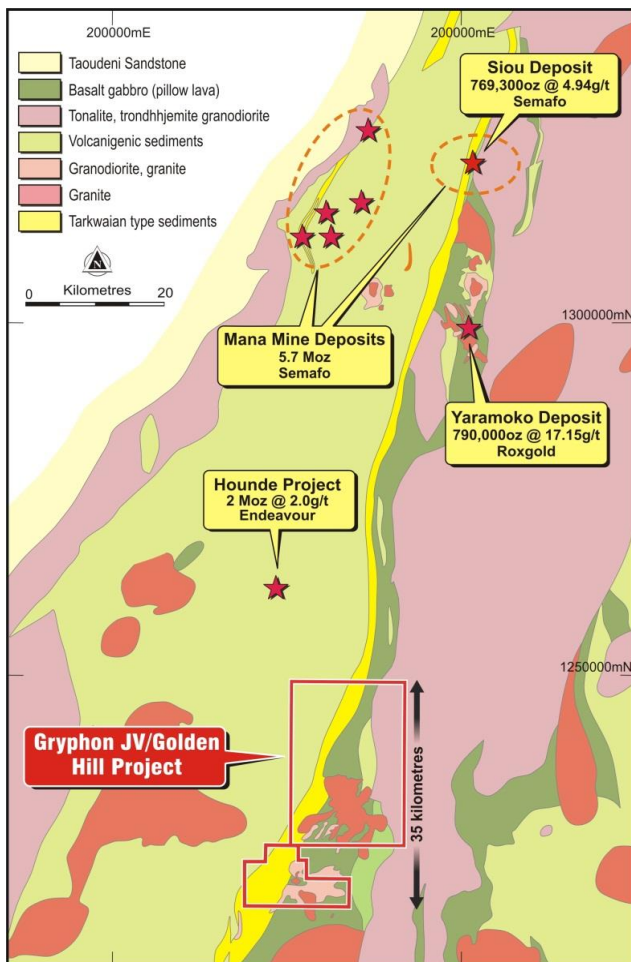 200000mE
200000mE
Taoudeni Sandstone
Basalt gabbro (pillow lava)
Tonalite, trondhhjemite granodiorite
Volcanigenic sediments
Granodiorite, granite
Granite
Tarkwaian type sediments
N
Kilometres
0 20
Siou Deposit
769,300oz @ 4.94g/t
Semafo
1300000mN
Mana Mine Deposits
5.7 Moz
Semafo
Yaramoko Deposit
790,000oz @ 17.15g/t
Roxgold
Hounde Project
2 Moz @ 2.0g/t
Endeavour
1250000mN
Gryphon JV/Golden
Hill Project
35 kilometres